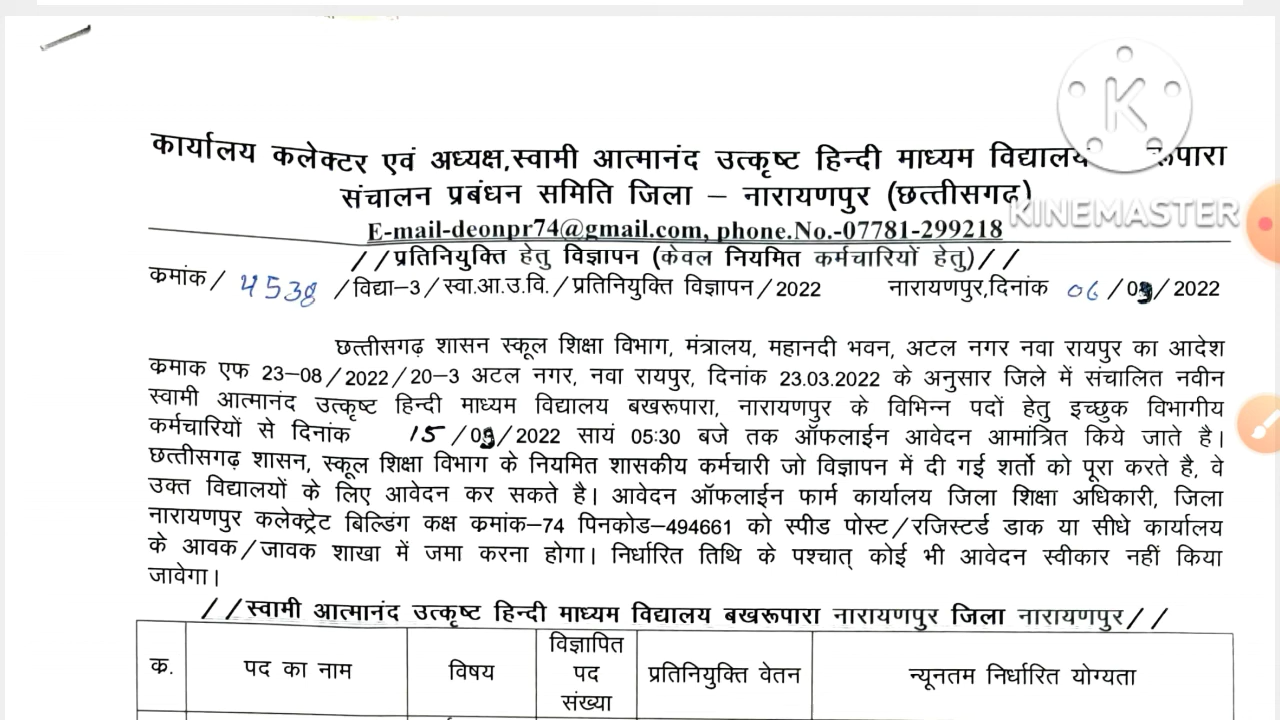 कार्यालय कलेक्टर एवं अध्यक्ष,स्वामी आत्मानंद उत्कृष्ट हिन्दी माध्यम विद्यालय
संचालन प्रबंधन समिति जिला – नारायणपुर (छत्तीसगढ़)
KINEMASTER
E-mail-deonpr74@gmail.com, phone.No.-07781-299218
//प्रतिनियुक्ति हेतु विज्ञापन (केवल नियमित कर्मचारियों हेतु)//
क्रमांक/ 4538 /विद्या–3/स्वा.आ.उ.वि./प्रतिनियुक्ति विज्ञापन/2022 नारायणपुर,दिनांक 06/09/2022
छत्तीसगढ़ शासन स्कूल शिक्षा विभाग, मंत्रालय, महानदी भवन, अटल नगर नवा रायपुर का आदेश
क्रमाक एफ 23–08/2022/20–3 अटल नगर, नवा रायपुर, दिनांक 23.03.2022 के अनुसार जिले में संचालित नवीन
स्वामी आत्मानंद उत्कृष्ट हिन्दी माध्यम विद्यालय बखरूपारा, नारायणपुर के विभिन्न पदों हेतु इच्छुक विभागीय
कर्मचारियों से दिनांक 15/09/2022 सायं 05:30 बजे तक ऑफलाईन आवेदन आमांत्रित किये जाते है।
छत्तीसगढ़ शासन, स्कूल शिक्षा विभाग के नियमित शासकीय कर्मचारी जो विज्ञापन में दी गई शर्तो को पूरा करते है, वे
उक्त विद्यालयों के लिए आवेदन कर सकते है। आवेदन ऑफलाईन फार्म कार्यालय जिला शिक्षा अधिकारी, जिला
नारायणपुर कलेक्ट्रेट बिल्डिंग कक्ष क्रमांक–74 पिनकोड–494661 को स्पीड पोस्ट/रजिस्टर्ड डाक या सीधे कार्यालय
के आवक/जावक शाखा में जमा करना होगा। निर्धारित तिथि के पश्चात् कोई भी आवेदन स्वीकार नहीं किया
जावेगा।
//स्वामी आत्मानंद उत्कृष्ट हिन्दी माध्यम विद्यालय बखरूपारा नारायणपुर जिला नारायणपुर//
क्र. पद का नाम विषय विज्ञापित पद संख्या प्रतिनियुक्ति वेतन न्यूनतम निर्धारित योग्यता